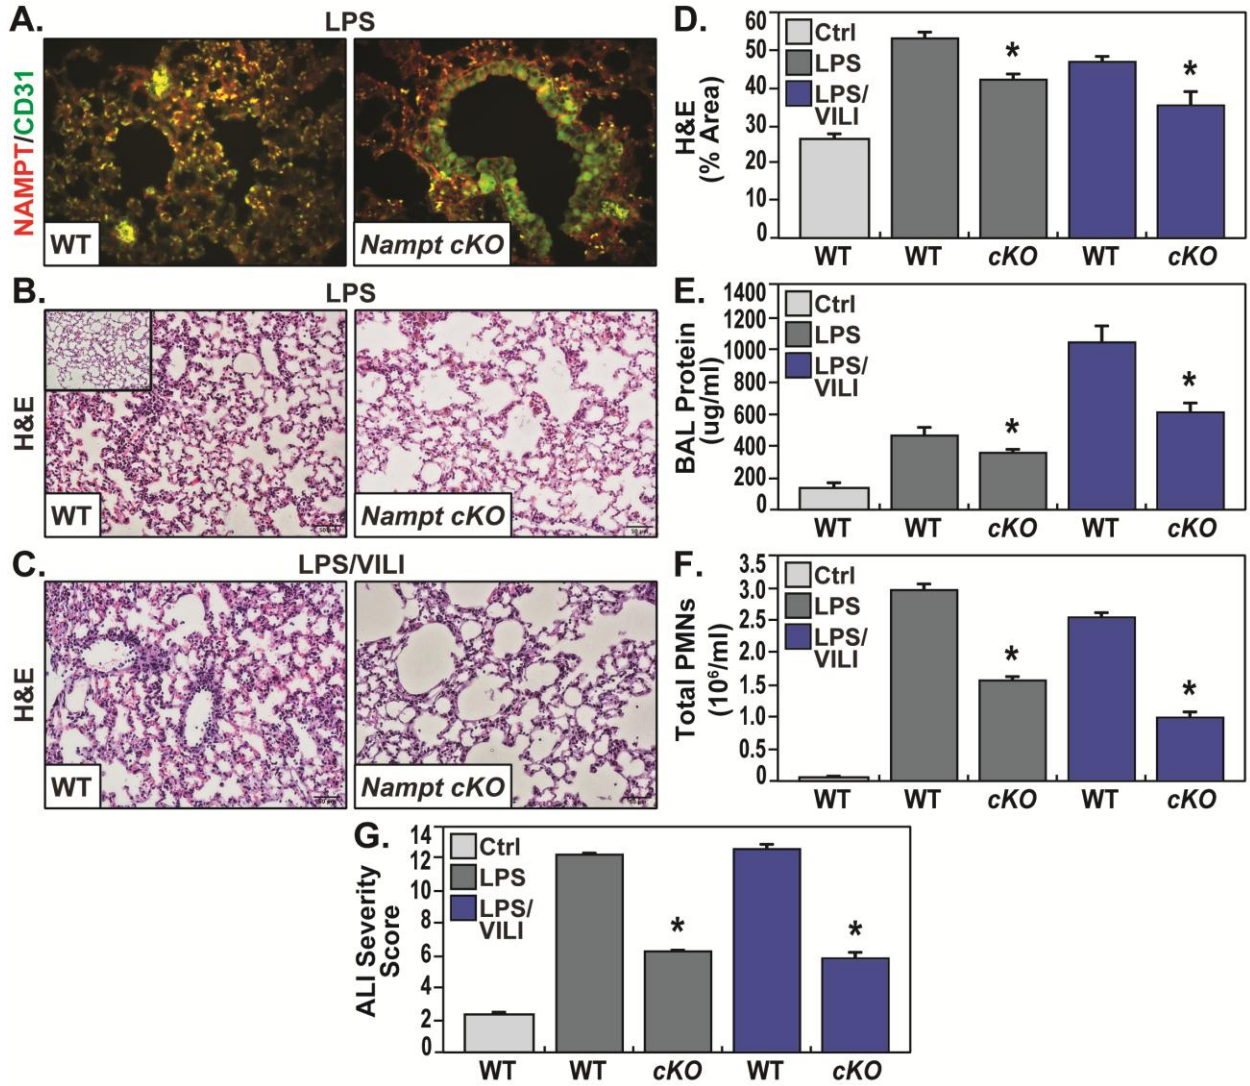 A.
LPS
NAMPT/CD31
WT
Nampt cKO
B.
LPS
H&E
WT
Nampt cKO
C.
LPS/VILI
H&E
WT
Nampt cKO
D.
H&E
(% Area)
60
50
40
30
20
10
0
Ctrl
LPS
LPS/
VILI
*
*
WT WT cKO WT cKO
E.
BAL Protein
(ug/ml)
1400
1200
1000
800
600
400
200
0
Ctrl
LPS
LPS/
VILI
*
*
WT WT cKO WT cKO
F.
Total PMNs
(10⁶/ml)
3.5
3.0
2.5
2.0
1.5
1.0
0.5
0
Ctrl
LPS
LPS/
VILI
*
*
WT WT cKO WT cKO
G.
ALI Severity
Score
14
12
10
8
6
4
2
0
Ctrl
LPS
LPS/
VILI
*
*
WT WT cKO WT cKO